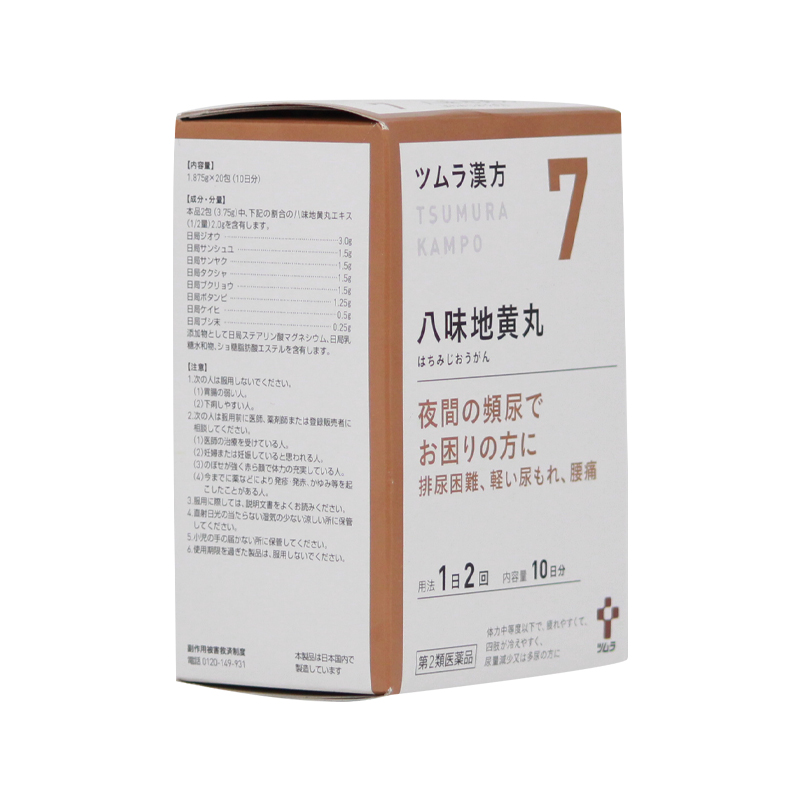 【内容量】
1.875g×20包(10日分)
【成分・分量】
本品2包(3.75g)中、下記の割合の八味地黄丸エキス
(1/2量)2.0gを含有します。
日局ジオウ 3.0g
日局サンシュユ 1.5g
日局サンヤク 1.5g
日局タクシャ 1.5g
日局ブクリョウ 1.5g
日局ボタンピ 1.25g
日局ケイヒ 0.5g
日局ブシ末 0.25g
添加物として日局ステアリン酸マグネシウム、日局乳
糖水和物、ショ糖脂肪酸エステルを含有します。
【注意】
1.次の人は服用しないでください。
(1)胃腸の弱い人。
(2)下痢しやすい人。
2.次の人は服用前に医師、薬剤師または登録販売者に
相談してください。
(1)医師の治療を受けている人。
(2)妊婦または妊娠していると思われる人。
(3)のぼせが強く赤ら顔で体力の充実している人。
(4)今までに薬などにより発疹・発赤、かゆみ等を起
こしたことがある人。
3.服用に際しては、説明文書をよくお読みください。
4.直射日光の当たらない湿気の少ない涼しい所に保管
してください。
5.小児の手の届かない所に保管してください。
6.使用期限を過ぎた製品は、服用しないでください。
副作用被害救済制度
電話 0120-149-931
本製品は日本国内で
製造しています
7
ツムラ漢方
TSUMURA
KAMPO
7
八味地黄丸
はちみじおうがん
夜間の頻尿で
お困りの方に
排尿困難、軽い尿もれ、腰痛
用法 1日2回 内容量 10日分
第2類医薬品
体力中等度以下で、疲れやすくて、
四肢が冷えやすく、
尿量減少又は多尿の方に
ツムラ